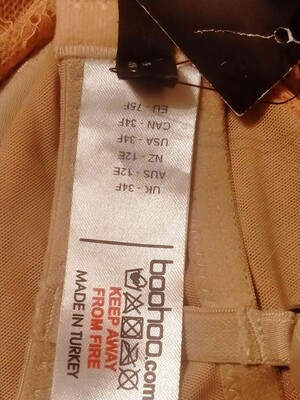 UK - 34F
AUS - 12E
NZ - 12E
USA - 34F
CAN - 34F
EU - 75F
boohoo.com
KEEP AWAY
FROM FIRE
MADE IN TURKEY